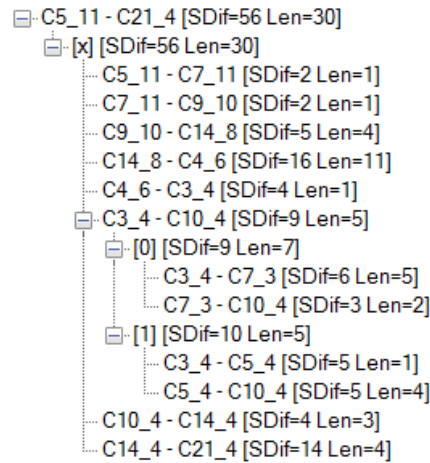 C5_11 - C21_4 [SDif=56 Len=30]
[x] [SDif=56 Len=30]
C5_11 - C7_11 [SDif=2 Len=1]
C7_11 - C9_10 [SDif=2 Len=1]
C9_10 - C14_8 [SDif=5 Len=4]
C14_8 - C4_6 [SDif=16 Len=11]
C4_6 - C3_4 [SDif=4 Len=1]
C3_4 - C10_4 [SDif=9 Len=5]
[0] [SDif=9 Len=7]
C3_4 - C7_3 [SDif=6 Len=5]
C7_3 - C10_4 [SDif=3 Len=2]
[1] [SDif=10 Len=5]
C3_4 - C5_4 [SDif=5 Len=1]
C5_4 - C10_4 [SDif=5 Len=4]
C10_4 - C14_4 [SDif=4 Len=3]
C14_4 - C21_4 [SDif=14 Len=4]